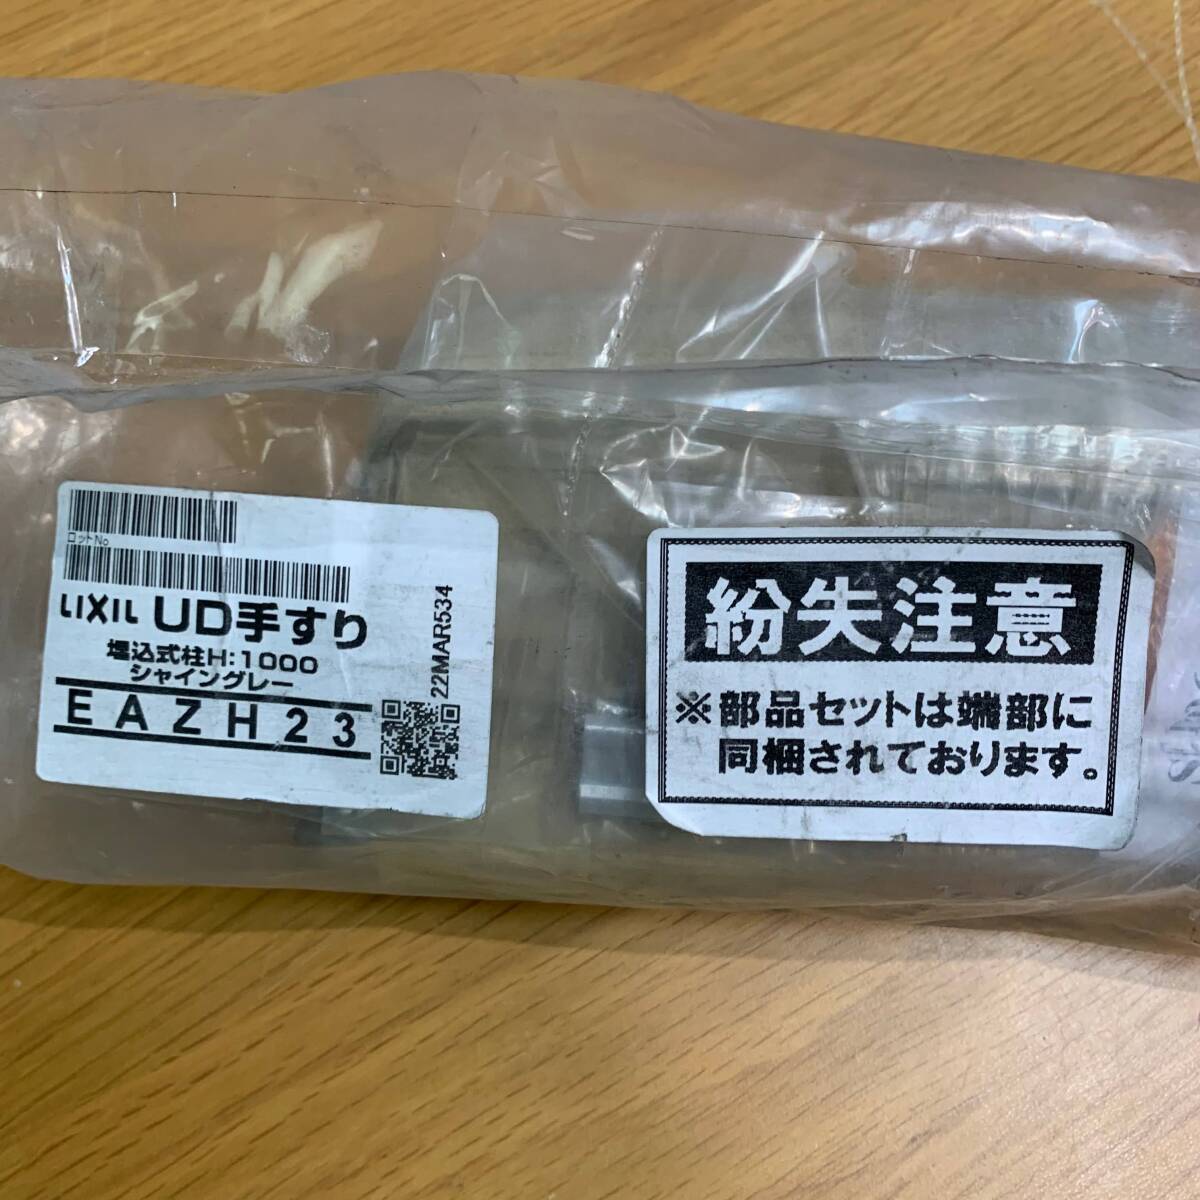 ロットNo
LIXIL UD手すり
埋込式柱H:1000
シャイングレー
EAZH23
22MAR534
紛失注意
※部品セットは端部に
同梱されております。